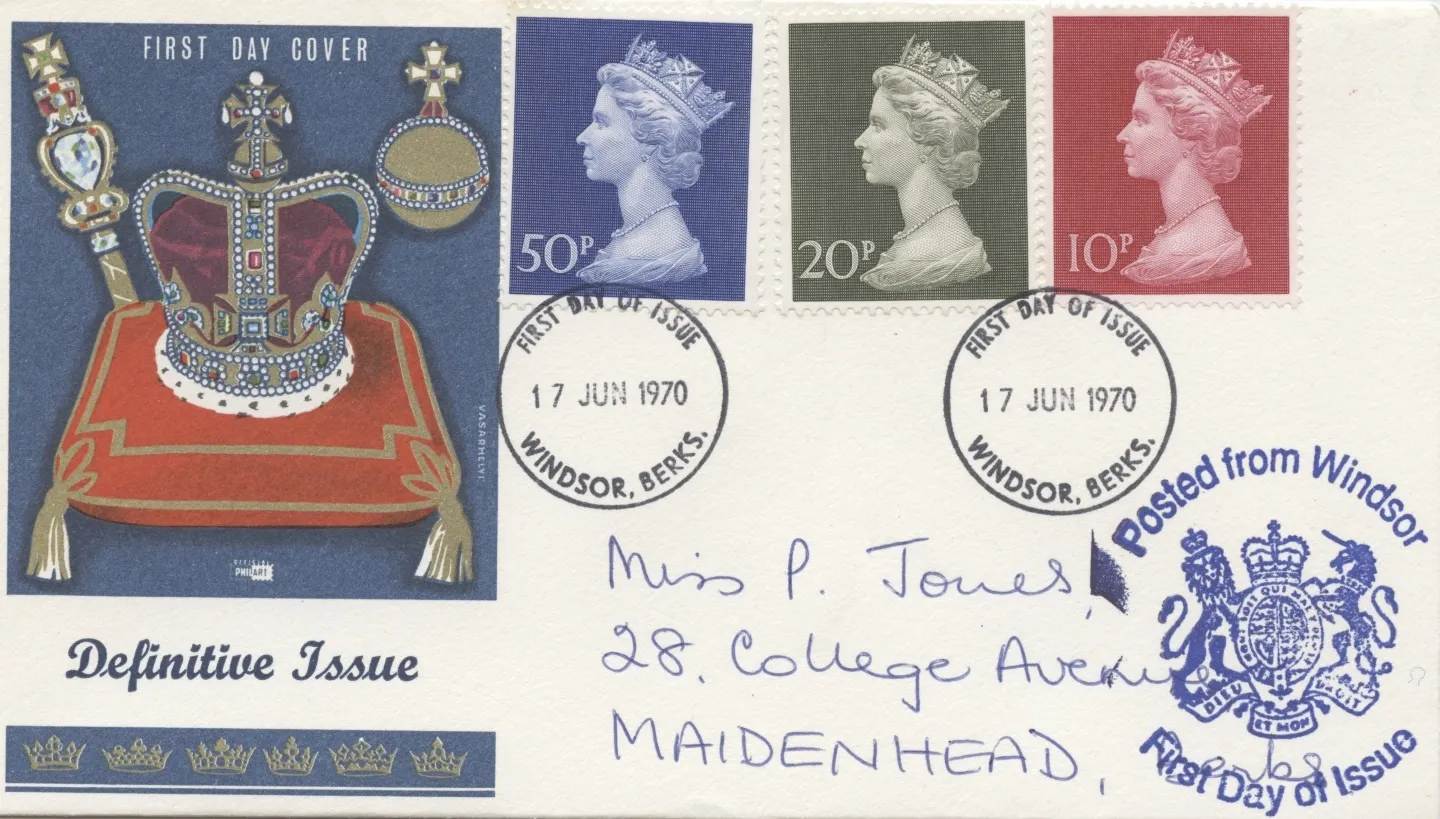 FIRST DAY COVER
50P
20P
10P
VASARHELYI
OFFICIAL
PHILART
FIRST DAY OF ISSUE
17 JUN 1970
WINDSOR, BERKS.
FIRST DAY OF ISSUE
17 JUN 1970
WINDSOR, BERKS.
Definitive Issue
Miss P. Jones,
28. College Avenue
MAIDENHEAD,
Berks
Posted from Windsor
DIEU
ET MON
DROIT
First Day of Issue